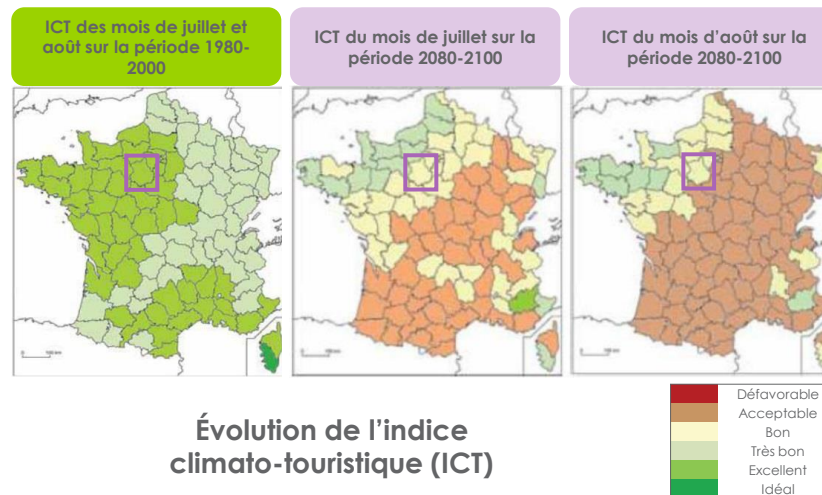 ICT des mois de juillet et
août sur la période 1980-
2000
ICT du mois de juillet sur la
période 2080-2100
ICT du mois d'août sur la
période 2080-2100
Évolution de l'indice
climato-touristique (ICT)
Défavorable
Acceptable
Bon
Très bon
Excellent
Idéal